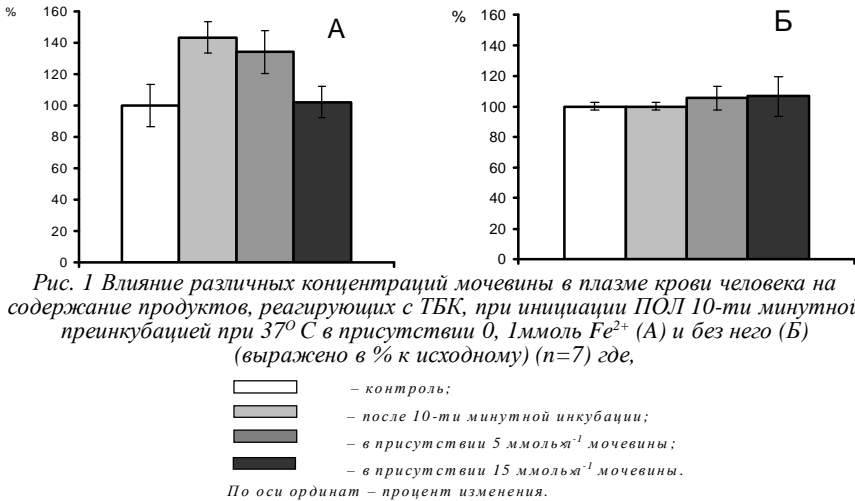 %
А
160
140
120
100
80
60
40
20
0
%
Б
160
140
120
100
80
60
40
20
0
Рис. 1 Влияние различных концентраций мочевины в плазме крови человека на
содержание продуктов, реагирующих с ТБК, при инициации ПОЛ 10-ти минутной
преинкубацией при 37⁰ С в присутствии 0, 1ммоль Fe²⁺ (А) и без него (Б)
(выражено в % к исходному) (n=7) где,
– контроль;
– после 10-ти минутной инкубации;
– в присутствии 5 ммоль×л⁻¹ мочевины;
– в присутствии 15 ммоль×л⁻¹ мочевины.
По оси ординат – процент изменения.